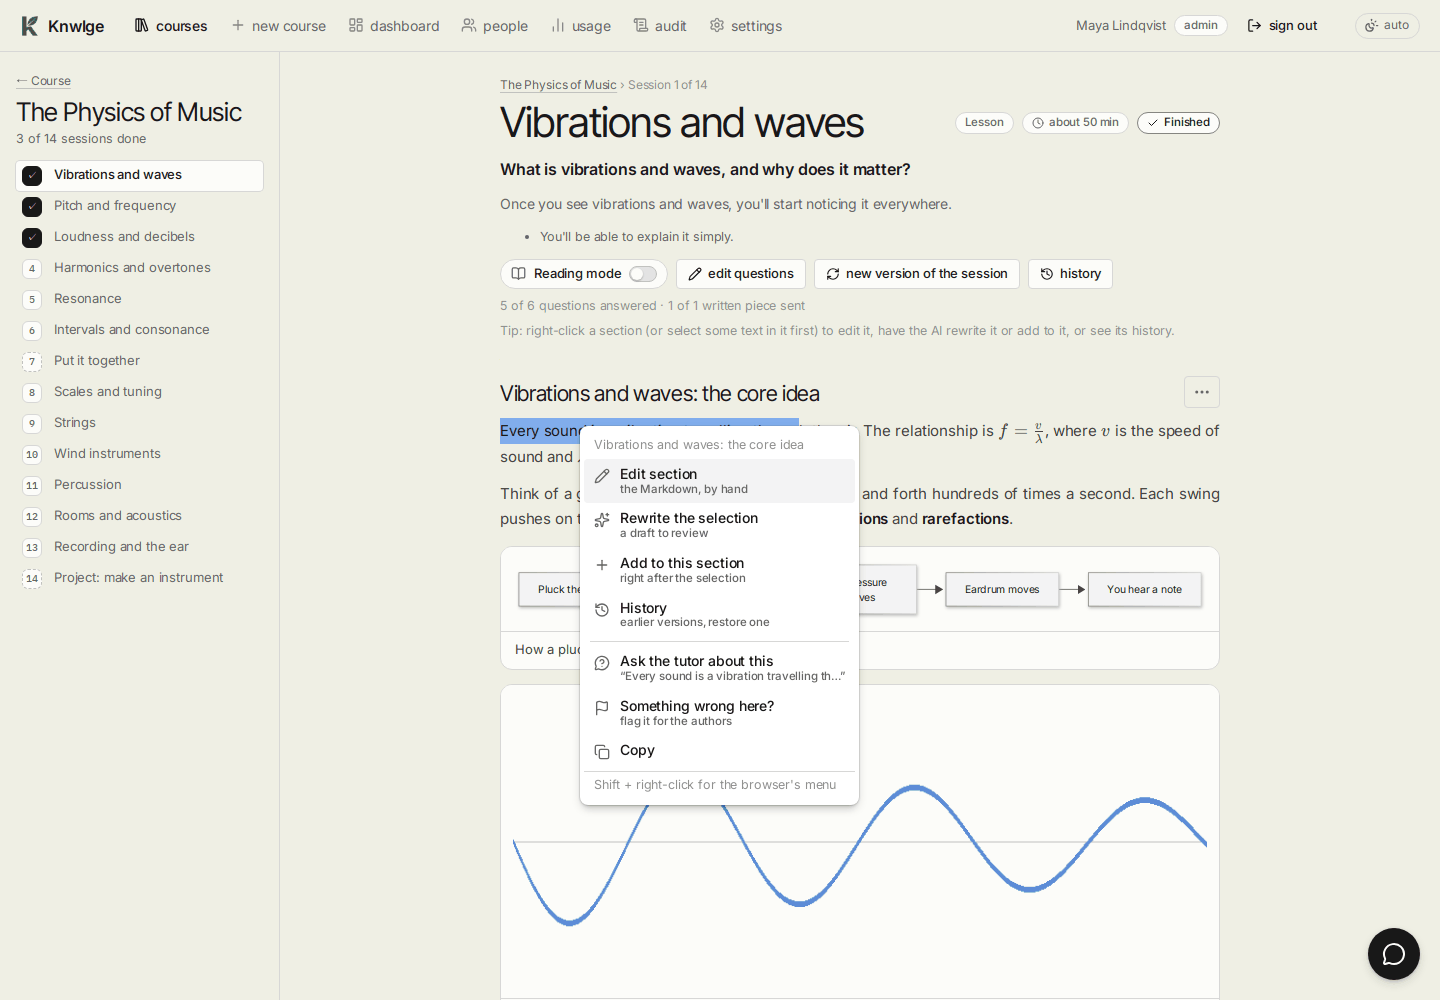 Knwlge
courses
new course
dashboard
people
usage
audit
settings
Maya Lindqvist
admin
sign out
auto
← Course
The Physics of Music
3 of 14 sessions done
✓ Vibrations and waves
✓ Pitch and frequency
✓ Loudness and decibels
4 Harmonics and overtones
5 Resonance
6 Intervals and consonance
7 Put it together
8 Scales and tuning
9 Strings
10 Wind instruments
11 Percussion
12 Rooms and acoustics
13 Recording and the ear
14 Project: make an instrument
The Physics of Music › Session 1 of 14
Vibrations and waves
Lesson
about 50 min
✓ Finished
What is vibrations and waves, and why does it matter?
Once you see vibrations and waves, you'll start noticing it everywhere.
• You'll be able to explain it simply.
Reading mode
edit questions
new version of the session
history
5 of 6 questions answered · 1 of 1 written piece sent
Tip: right-click a section (or select some text in it first) to edit it, have the AI rewrite it or add to it, or see its history.
Vibrations and waves: the core idea
Every sound The relationship is f = v/λ, where v is the speed of
sound and
Think of a and forth hundreds of times a second. Each swing
pushes on and rarefactions.
Vibrations and waves: the core idea
Edit section
the Markdown, by hand
Rewrite the selection
a draft to review
Add to this section
right after the selection
History
earlier versions, restore one
Ask the tutor about this
“Every sound is a vibration travelling th…”
Something wrong here?
flag it for the authors
Copy
Shift + right-click for the browser's menu
Pluck the
Eardrum moves
You hear a note
How a